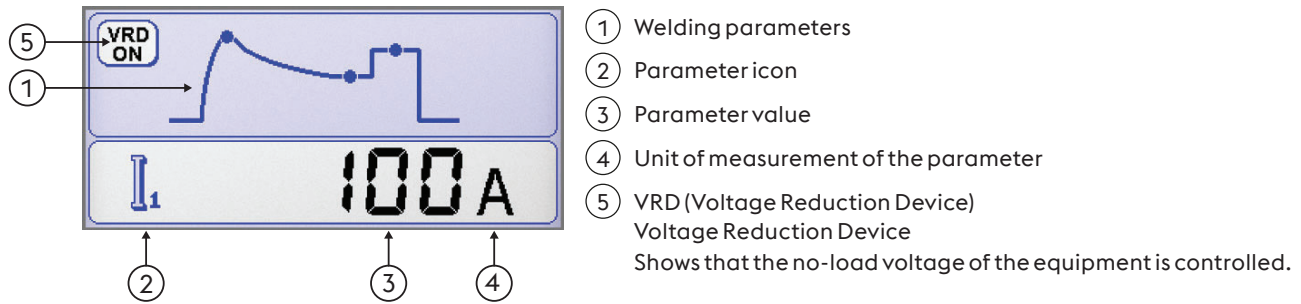 5
VRD
ON
1
I1
100 A
2
3
4
1 Welding parameters
2 Parameter icon
3 Parameter value
4 Unit of measurement of the parameter
5 VRD (Voltage Reduction Device)
Voltage Reduction Device
Shows that the no-load voltage of the equipment is controlled.